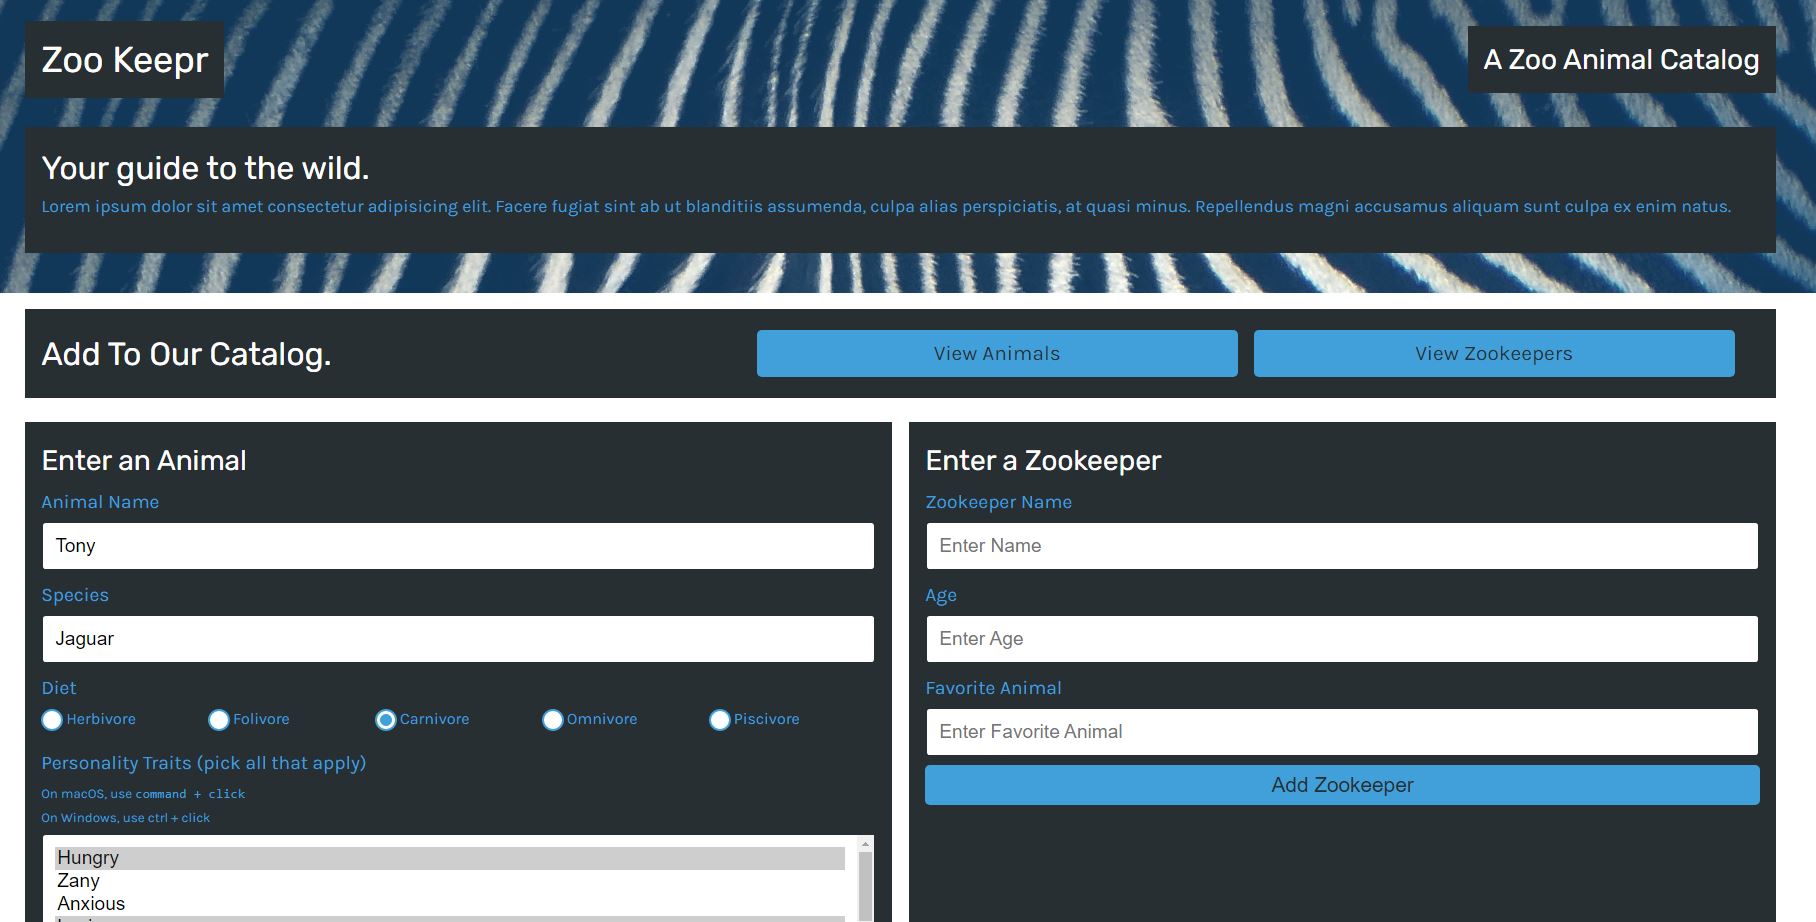 Zoo Keepr
A Zoo Animal Catalog
Your guide to the wild.
Lorem ipsum dolor sit amet consectetur adipisicing elit. Facere fugiat sint ab ut blanditiis assumenda, culpa alias perspiciatis, at quasi minus. Repellendus magni accusamus aliquam sunt culpa ex enim natus.
Add To Our Catalog.
View Animals
View Zookeepers
Enter an Animal
Animal Name
Tony
Species
Jaguar
Diet
Herbivore Folivore Carnivore Omnivore Piscivore
Personality Traits (pick all that apply)
On macOS, use command + click
On Windows, use ctrl + click
Hungry
Zany
Anxious
Enter a Zookeeper
Zookeeper Name
Enter Name
Age
Enter Age
Favorite Animal
Enter Favorite Animal
Add Zookeeper